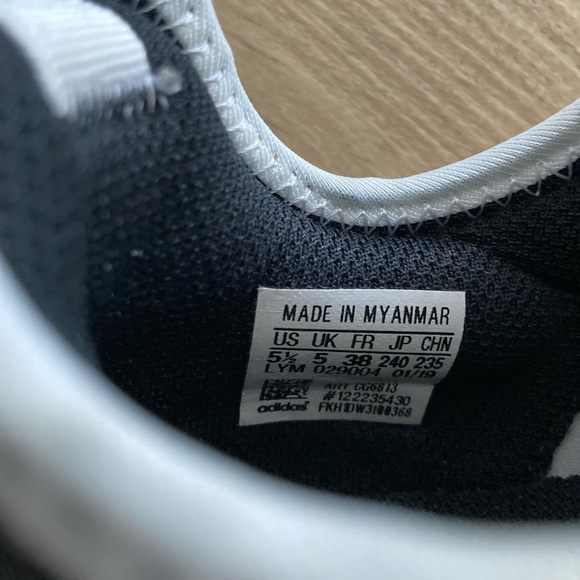 MADE IN MYANMAR
US UK FR JP CHN
5½ 5 38 240 235
LYM 029004 01/19
ART CG6813
#122235430
adidas FKH1DW3100368